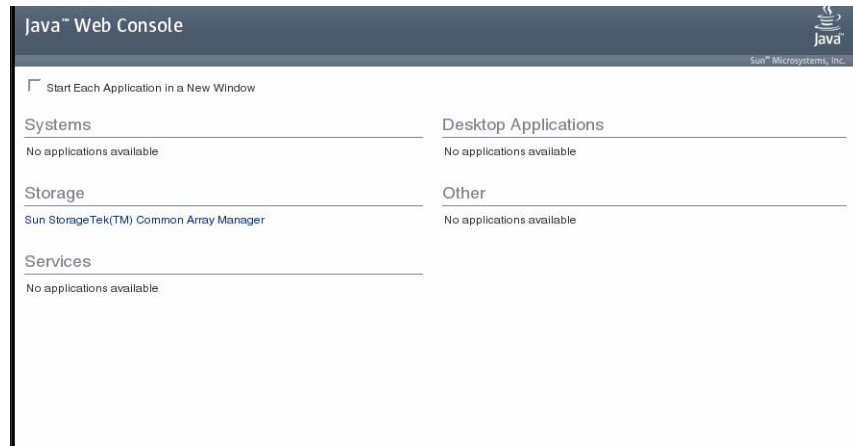 Java™ Web Console
Java™
Sun™ Microsystems, Inc.
Start Each Application in a New Window
Systems
No applications available
Desktop Applications
No applications available
Storage
Sun StorageTek(TM) Common Array Manager
Other
No applications available
Services
No applications available